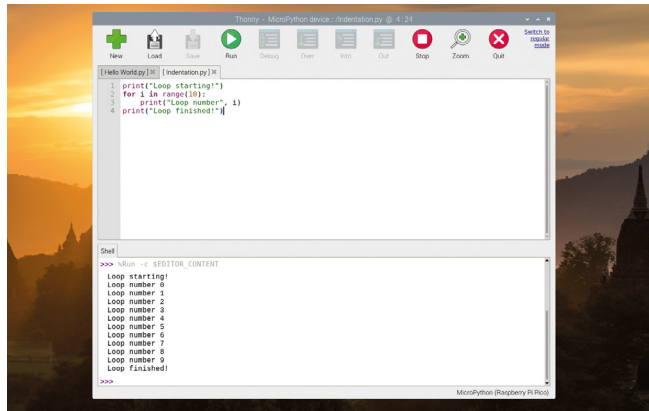 Thonny - MicroPython device : /Indentation.py @ 4 : 24
Switch to
regular
mode
New Load Save Run Debug Over Into Out Stop Zoom Quit
[ Hello World.py ] [ Indentation.py ]
1 print("Loop starting!")
2 for i in range(10):
3     print("Loop number", i)
4 print("Loop finished!")
Shell
>>> %Run -c $EDITOR_CONTENT
Loop starting!
Loop number 0
Loop number 1
Loop number 2
Loop number 3
Loop number 4
Loop number 5
Loop number 6
Loop number 7
Loop number 8
Loop number 9
Loop finished!
>>>
MicroPython (Raspberry Pi Pico)